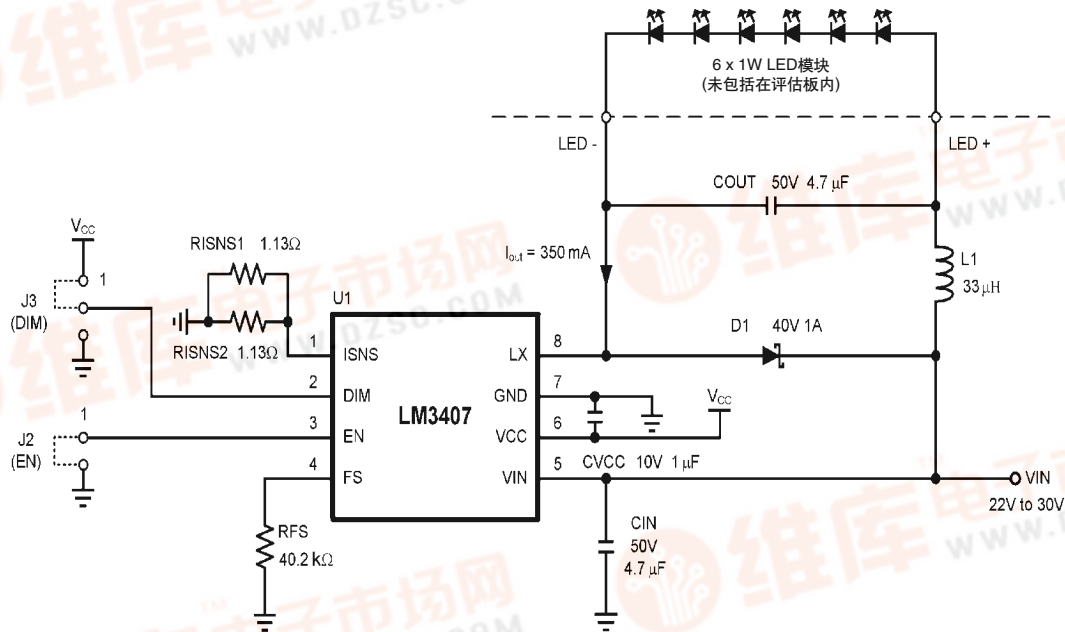 6 x 1W LED模块
(未包括在评估板内)
LED -
LED +
COUT 50V 4.7 μF
VCC
1
J3
(DIM)
RISNS1 1.13Ω
RISNS2 1.13Ω
Iout = 350 mA
L1
33 μH
D1 40V 1A
U1
LM3407
1 ISNS
2 DIM
3 EN
4 FS
LX 8
GND 7
VCC 6
VIN 5
VCC
CVCC 10V 1 μF
1
J2
(EN)
RFS
40.2 kΩ
CIN
50V
4.7 μF
VIN
22V to 30V
维库电子市场网
WWW.DZSC.COM
TM